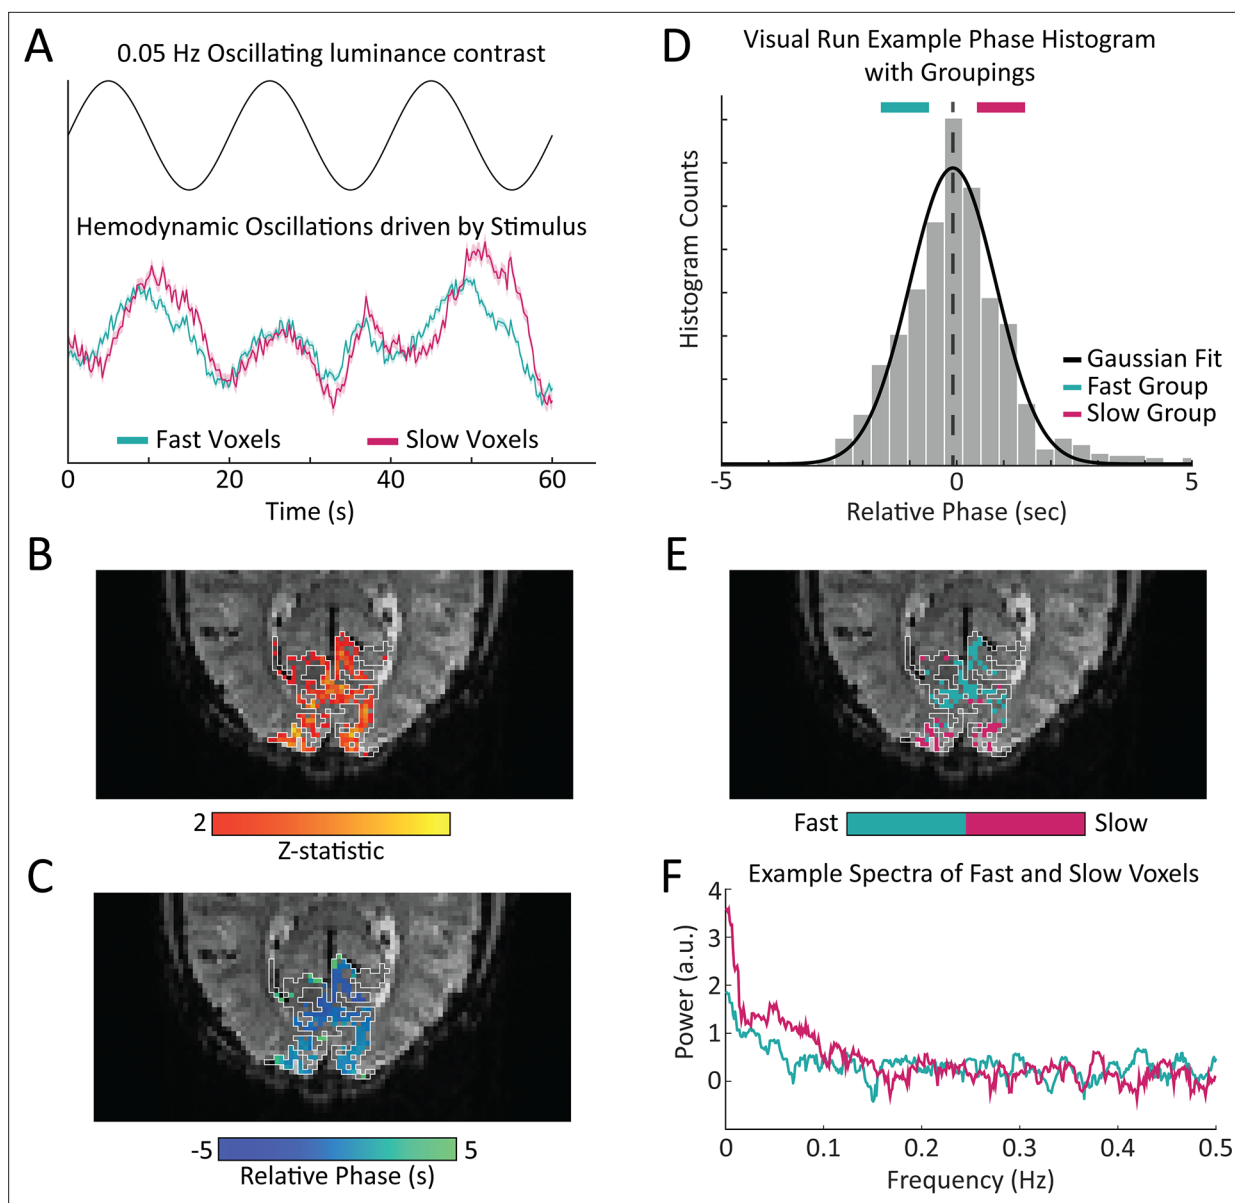 A
0.05 Hz Oscillating luminance contrast
Hemodynamic Oscillations driven by Stimulus
Fast Voxels
Slow Voxels
0
20
40
60
Time (s)
D
Visual Run Example Phase Histogram
with Groupings
Histogram Counts
Gaussian Fit
Fast Group
Slow Group
-5
0
5
Relative Phase (sec)
B
2
Z-statistic
E
Fast
Slow
C
-5
5
Relative Phase (s)
F
Example Spectra of Fast and Slow Voxels
Power (a.u.)
4
3
2
1
0
0
0.1
0.2
0.3
0.4
0.5
Frequency (Hz)